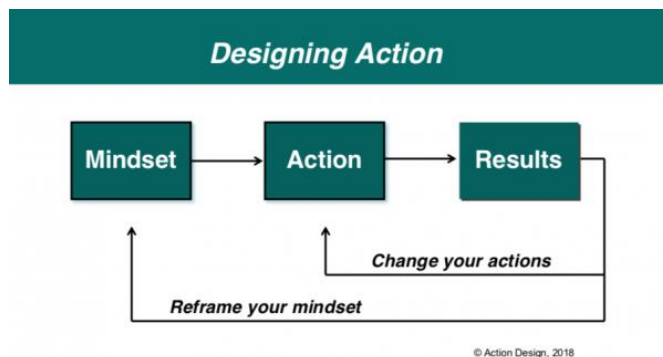 Designing Action
Mindset
Action
Results
Change your actions
Reframe your mindset
© Action Design, 2018